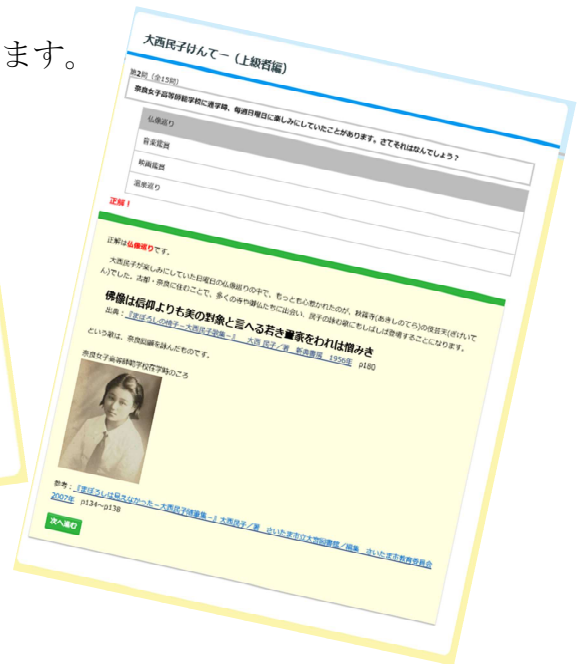 ます。
大西民子けんてー（上級者編）
第2問（全15問）
奈良女子高等師範学校に通学時、毎週日曜日に楽しみにしていたことがあります。さてそれはなんでしょう？
仏像巡り
音楽鑑賞
映画鑑賞
温泉巡り
正解！
正解は仏像巡りです。
大西民子が楽しみにしていた日曜日の仏像巡りの中で、もっとも心惹かれたのが、秋篠寺(あきしのてら)の伎芸天(ぎげいて
ん)でした。古都・奈良に住むことで、多くの寺や御仏たちに出会い、民子の詠む歌にもしばしば登場することになります。
佛像は信仰よりも美の對象と言へる若き畫家をわれは憎みき
出典：『まぼろしの椅子－大西民子歌集－』 大西 民子／著 新典書房 1956年 p180
という歌は、奈良回顧を詠んだものです。
奈良女子高等師範学校在学時のころ
参考：『まぼろしは見えなかった－大西民子随筆集－』大西民子／著 さいたま市立大宮図書館／編集 さいたま市教育委員会
2007年 p134～p138
次へ進む